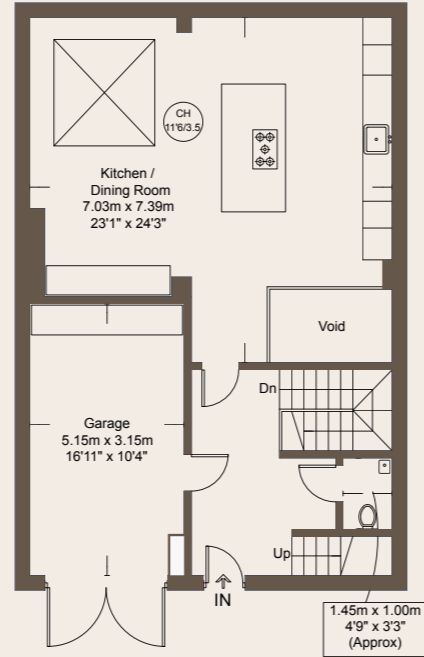 CH
11'6/3.5
Kitchen /
Dining Room
7.03m x 7.39m
23'1" x 24'3"
Void
Dn
Garage
5.15m x 3.15m
16'11" x 10'4"
Up
IN
1.45m x 1.00m
4'9" x 3'3"
(Approx)